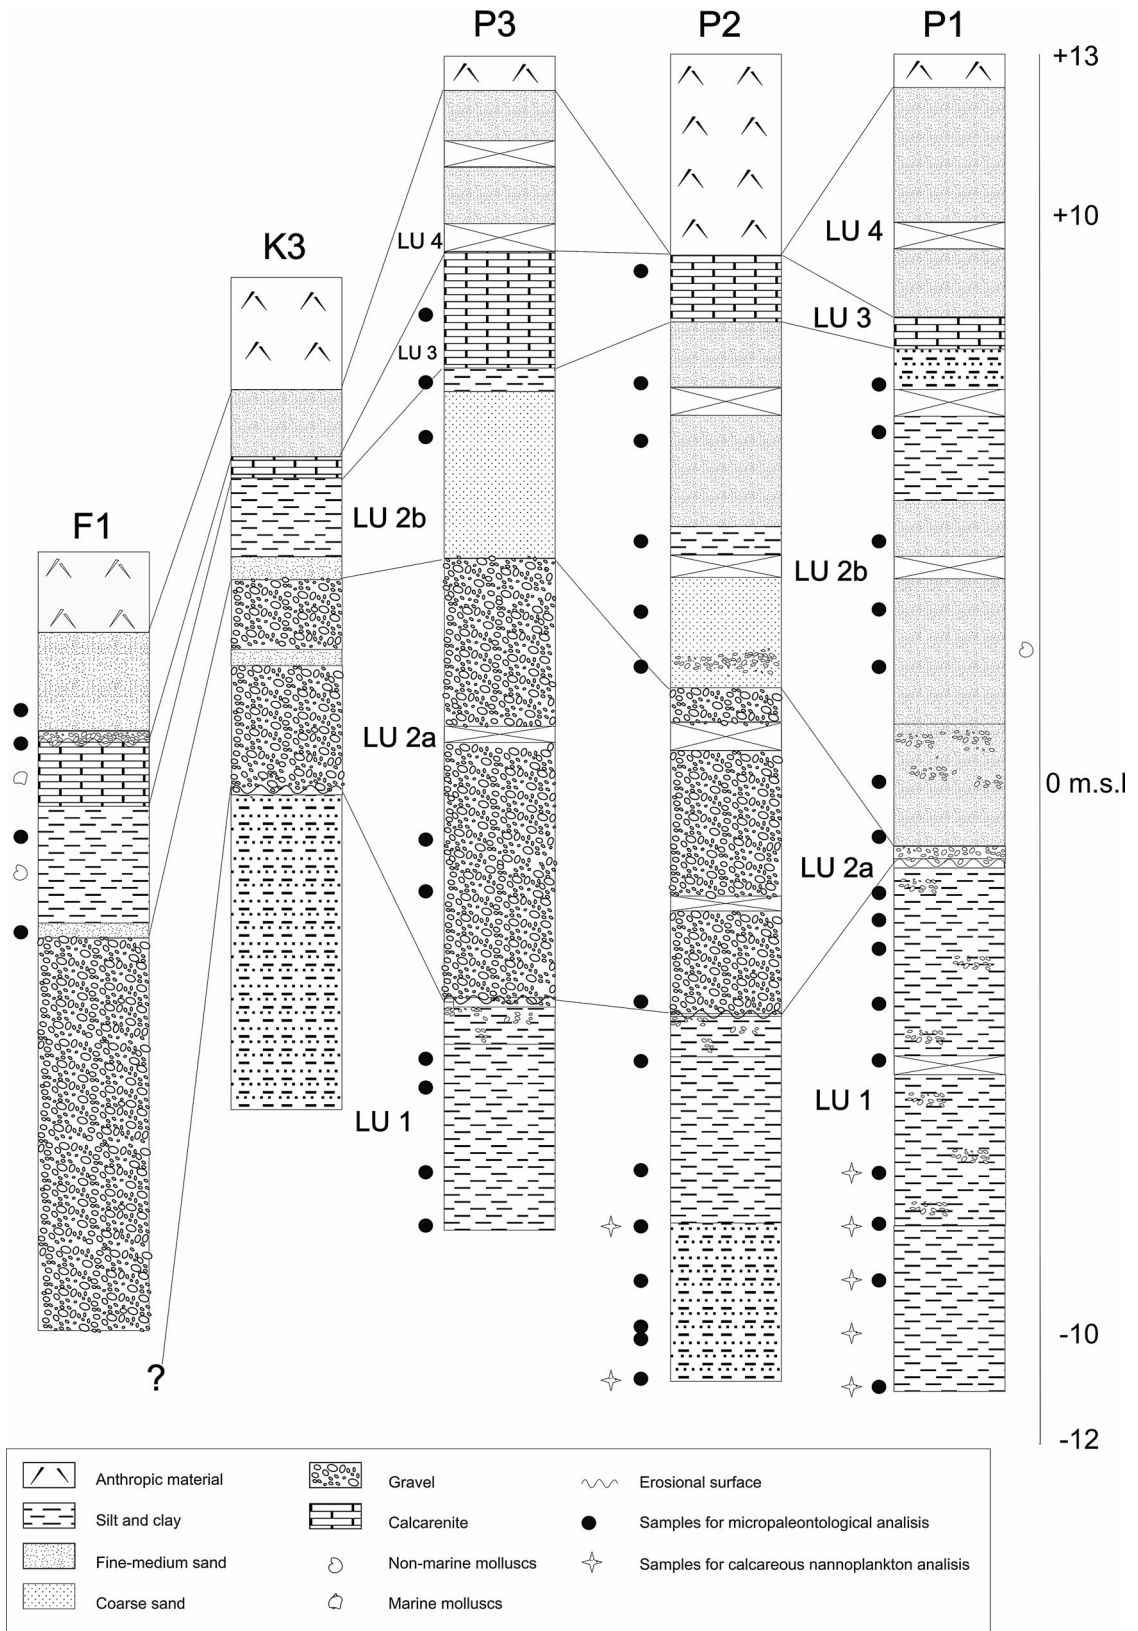 P3
P2
P1
+13
+10
LU 4
LU 4
K3
LU 3
LU 3
LU 2b
F1
LU 2b
LU 2a
0 m.s.l
LU 2a
LU 1
LU 1
-10
?
-12
Anthropic material
Gravel
Erosional surface
Silt and clay
Calcarenite
Samples for micropaleontological analisis
Fine-medium sand
Non-marine molluscs
Samples for calcareous nannoplankton analisis
Coarse sand
Marine molluscs